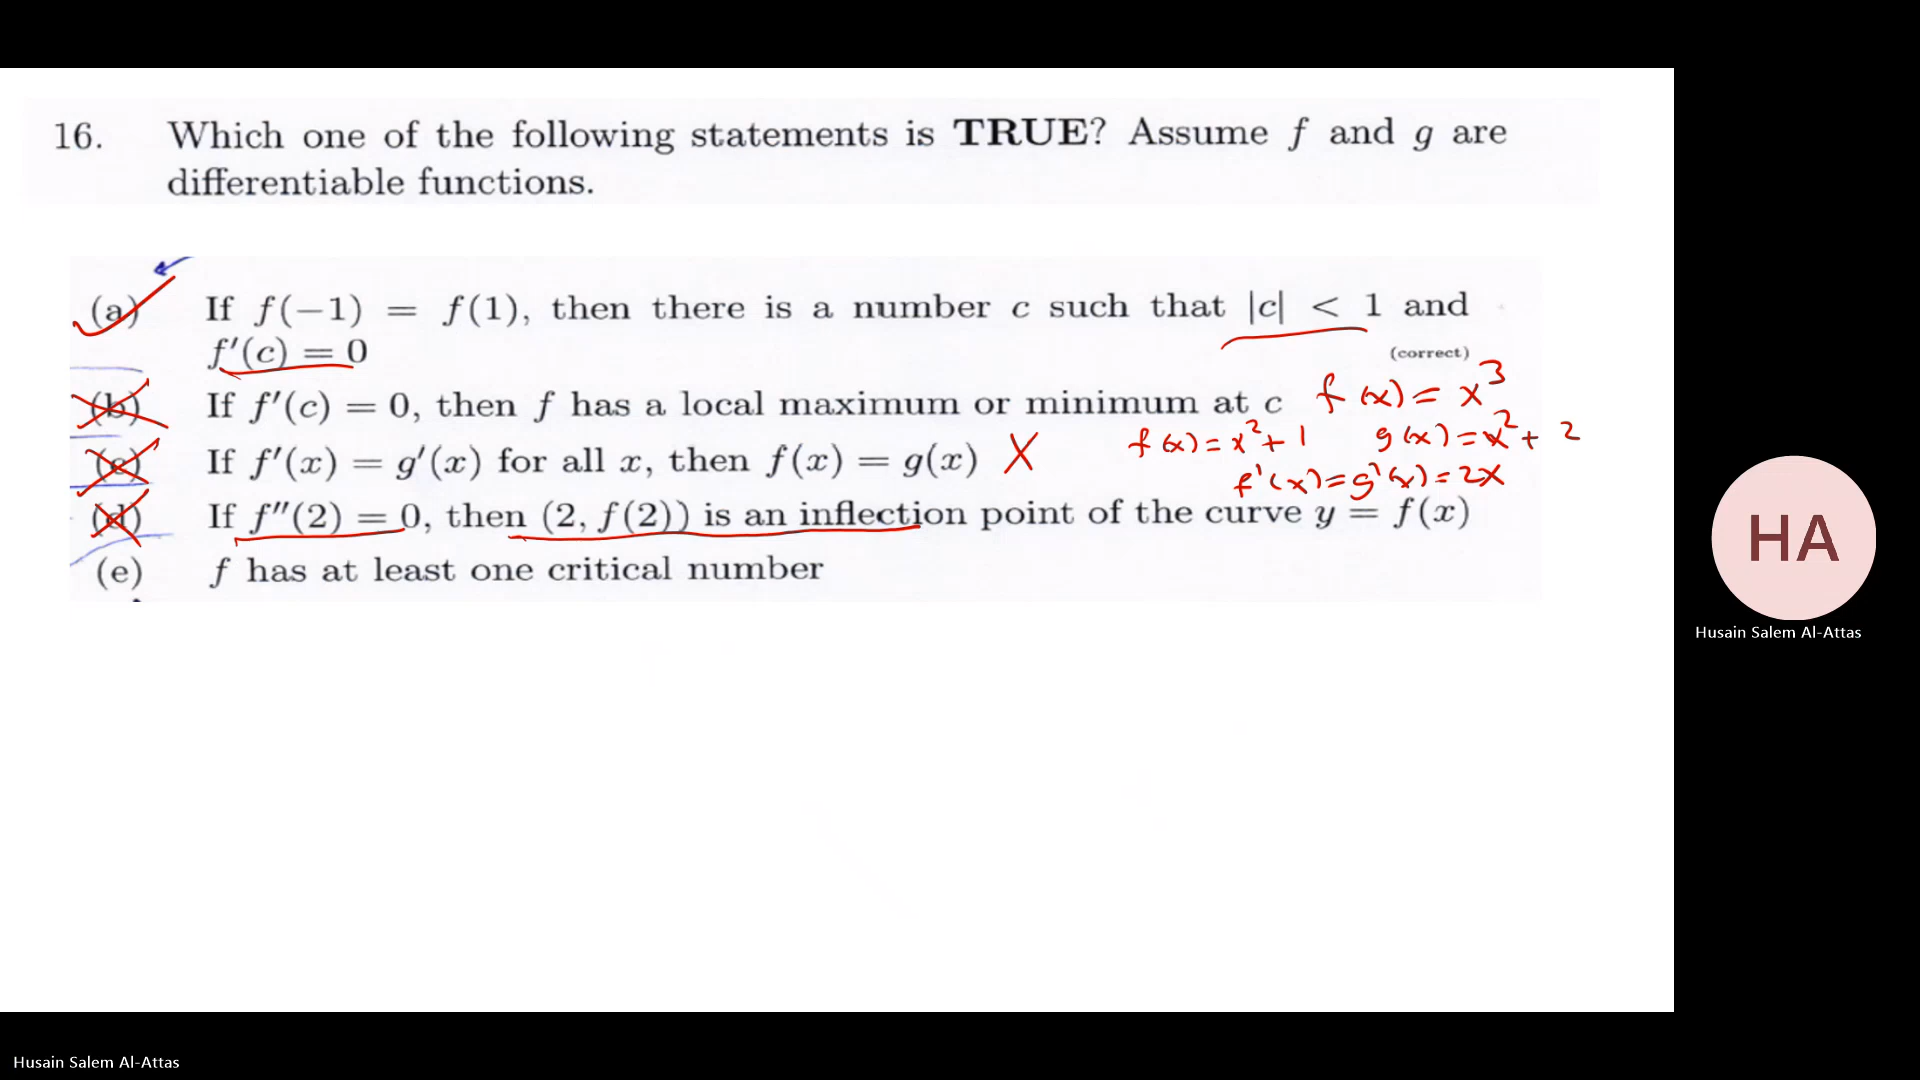 16. Which one of the following statements is TRUE? Assume f and g are
differentiable functions.
(a) If f(−1) = f(1), then there is a number c such that |c| < 1 and
f′(c) = 0
(correct)
(b) If f′(c) = 0, then f has a local maximum or minimum at c f(x) = x³
f(x) = x² + 1 g(x) = x² + 2
(c) If f′(x) = g′(x) for all x, then f(x) = g(x) X
f'(x) = g'(x) = 2x
(d) If f″(2) = 0, then (2, f(2)) is an inflection point of the curve y = f(x)
(e) f has at least one critical number
HA
Husain Salem Al-Attas
Husain Salem Al-Attas